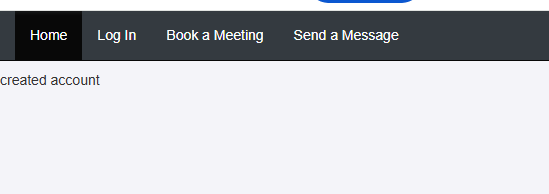 Home Log In Book a Meeting Send a Message
created account